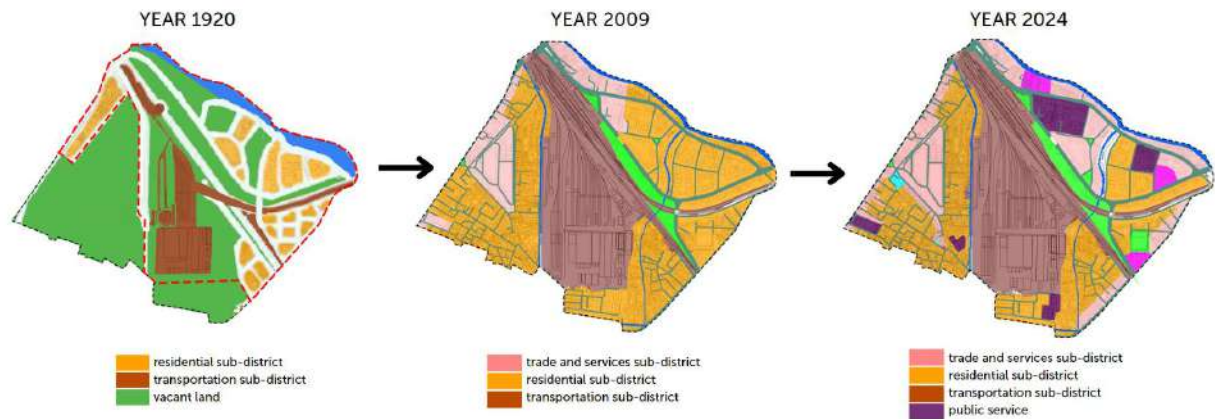 YEAR 1920
YEAR 2009
YEAR 2024
residential sub-district
transportation sub-district
vacant land
trade and services sub-district
residential sub-district
transportation sub-district
trade and services sub-district
residential sub-district
transportation sub-district
public service